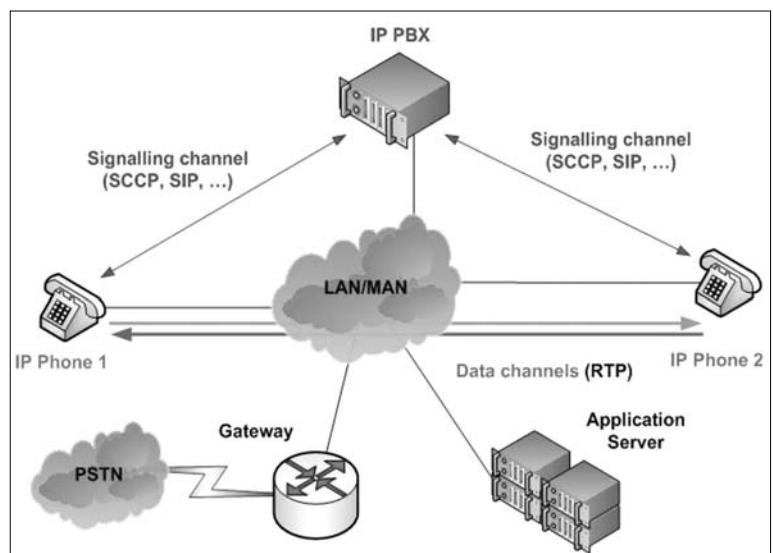 IP PBX
Signalling channel
(SCCP, SIP, ...)
Signalling channel
(SCCP, SIP, ...)
LAN/MAN
IP Phone 1
IP Phone 2
Data channels (RTP)
Gateway
Application
Server
PSTN